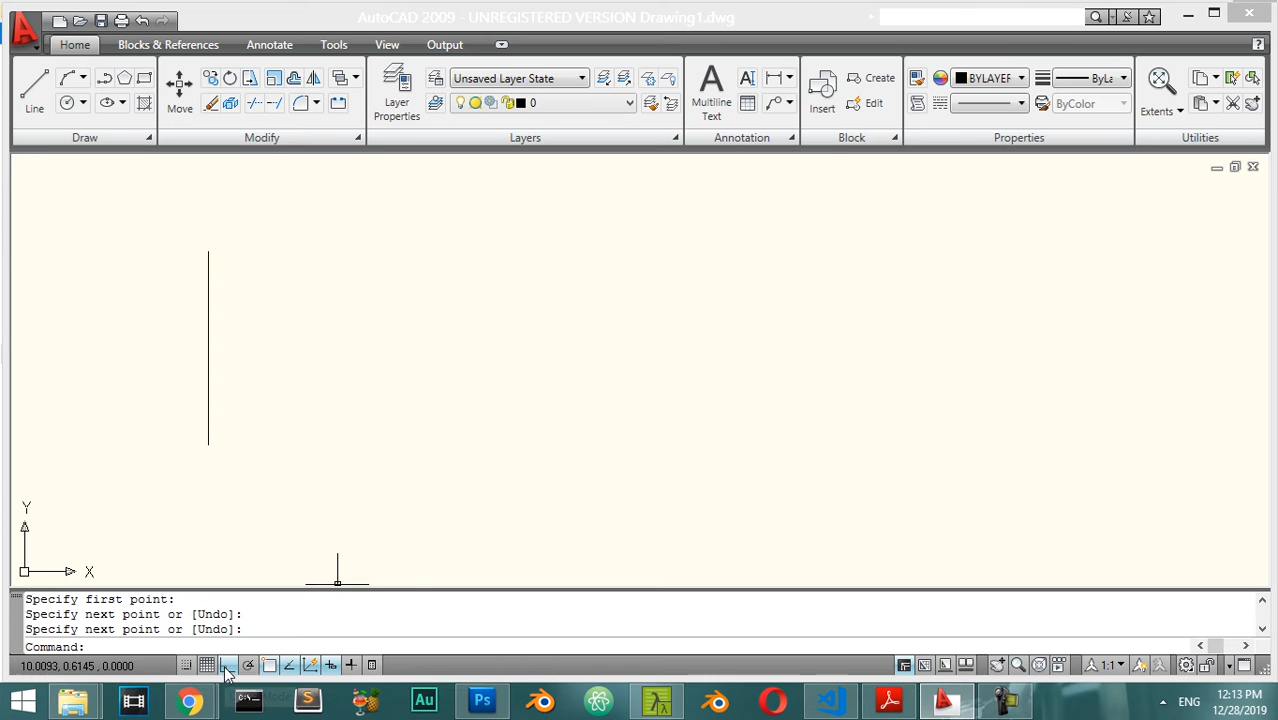 AutoCAD 2009 - UNREGISTERED VERSION Drawing1.dwg
Home
Blocks & References
Annotate
Tools
View
Output
Line
Move
Layer
Properties
Unsaved Layer State
0
Multiline
Text
Insert
Create
Edit
BYLAYER
ByLa
ByColor
Extents
Draw
Modify
Layers
Annotation
Block
Properties
Utilities
Y
X
Specify first point:
Specify next point or [Undo]:
Specify next point or [Undo]:
Command:
10.0093, 0.6145, 0.0000
1:1
Au
Ps
ENG
12:13 PM
12/28/2019